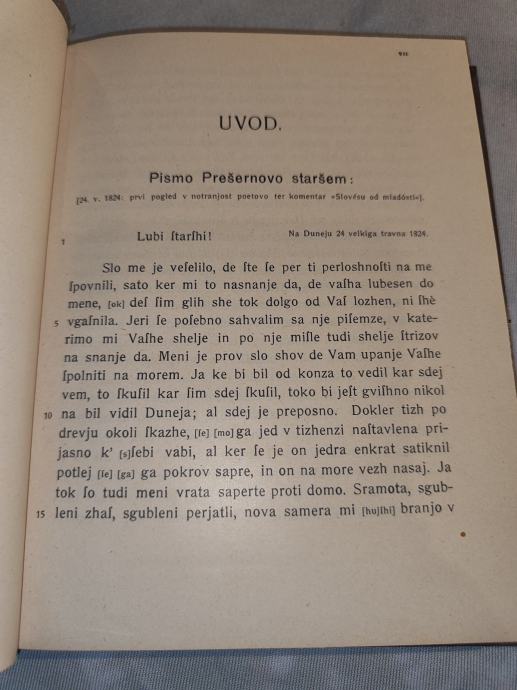 VII
UVOD.
Pismo Prešernovo staršem:
[24. v. 1824: prvi pogled v notranjost poetovo ter komentar »Slovésu od mladósti«].
1 Lubi ſtarſhi! Na Duneju 24 velkiga travna 1824.
Slo me je veſelilo, de ſte ſe per ti perloshnoſti na me
ſpovnili, sato ker mi to nasnanje da, de vaſha lubesen do
mene, [ok] deſ ſim glih she tok dolgo od Vaſ lozhen, ni ſhè
5 vgaſnila. Jeri ſe poſebno sahvalim sa nje piſemze, v kate-
rimo mi Vaſhe shelje in po nje miſle tudi shelje ſtrizov
na snanje da. Meni je prov slo shov de Vam upanje Vaſhe
ſpolniti na morem. Ja ke bi bil od konza to vedil kar sdej
vem, to ſkuſil kar ſim sdej ſkuſil, toko bi jeſt gviſhno nikol
10 na bil vidil Duneja; al sdej je preposno. Dokler tizh po
drevju okoli ſkazhe, [ſe] [mo] ga jed v tizhenzi naſtavlena pri-
jasno k' [s]ſebi vabi, al ker ſe je on jedra enkrat satiknil
potlej [ſe] [ga] ga pokrov sapre, in on na more vezh nasaj. Ja
tok ſo tudi meni vrata saperte proti domo. Sramota, sgub-
15 leni zhaſ, sgubleni perjatli, nova samera mi [hujſhi] branjo v